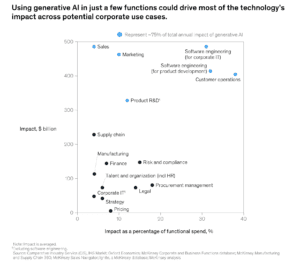 Using generative AI in just a few functions could drive most of the technology's
impact across potential corporate use cases.
Represent ~75% of total annual impact of generative AI
500
Sales
Marketing
Software engineering
(for corporate IT)
Software engineering
(for product development)
Customer operations
400
Product R&D¹
300
Impact, $ billion
Supply chain
200
Manufacturing
Finance
Risk and compliance
Talent and organization (incl HR)
100
Procurement management
Corporate IT¹
Legal
Strategy
Pricing
0
10
20
30
40
Impact as a percentage of functional spend, %